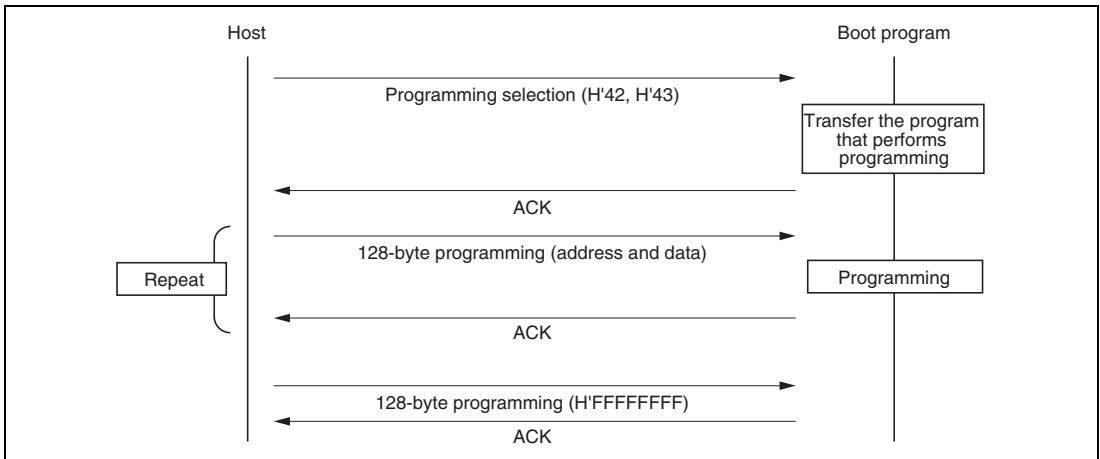 Host
Boot program
Programming selection (H'42, H'43)
Transfer the program
that performs
programming
ACK
128-byte programming (address and data)
Repeat
Programming
ACK
128-byte programming (H'FFFFFFFF)
ACK